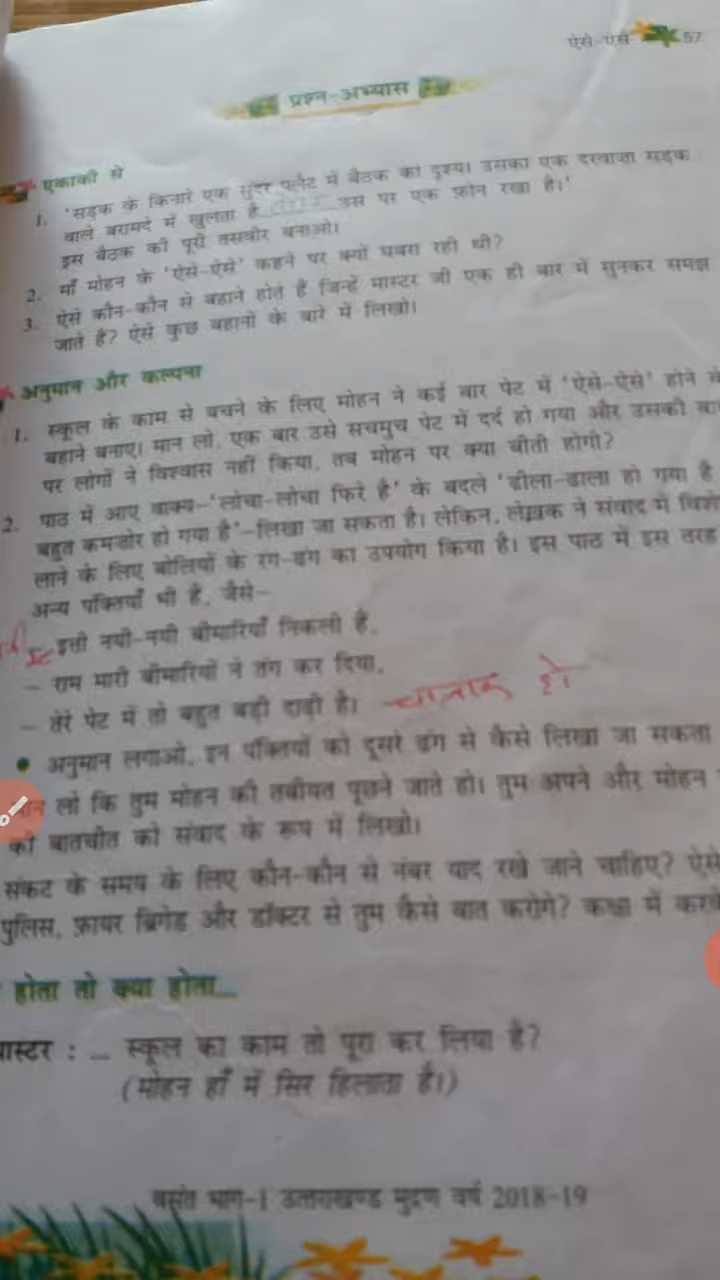 ऐसे-ऐसे 57
प्रश्न-अभ्यास
एकांकी से
1. 'सड़क के किनारे एक सुंदर फ़्लैट में बैठक का दृश्य। उसका एक दरवाज़ा सड़क
वाले बरामदे में खुलता है उस पर एक फ़ोन रखा है।'
इस बैठक की पूरी तसवीर बनाओ।
2. माँ मोहन के 'ऐसे-ऐसे' कहने पर क्यों घबरा रही थी?
3. ऐसे कौन-कौन से बहाने होते हैं जिन्हें मास्टर जी एक ही बार में सुनकर समझ
जाते हैं? ऐसे कुछ बहानों के बारे में लिखो।
अनुमान और कल्पना
1. स्कूल के काम से बचने के लिए मोहन ने कई बार पेट में 'ऐसे-ऐसे' होने के
बहाने बनाए। मान लो, एक बार उसे सचमुच पेट में दर्द हो गया और उसकी बा
पर लोगों ने विश्वास नहीं किया, तब मोहन पर क्या बीती होगी?
2. पाठ में आए वाक्य-'लोचा-लोचा फिरे है' के बदले 'ढीला-ढाला हो गया है
बहुत कमज़ोर हो गया है'-लिखा जा सकता है। लेकिन, लेखक ने संवाद में विशे
लाने के लिए बोलियों के रंग-ढंग का उपयोग किया है। इस पाठ में इस तरह
अन्य पंक्तियाँ भी हैं, जैसे-
- इत्ती नयी-नयी बीमारियाँ निकली हैं,
- राम मारी बीमारियों ने तंग कर दिया,
- तेरे पेट में तो बहुत बड़ी दाढ़ी है। चालाक हो
• अनुमान लगाओ, इन पंक्तियों को दूसरे ढंग से कैसे लिखा जा सकता
मान लो कि तुम मोहन की तबीयत पूछने जाते हो। तुम अपने और मोहन
की बातचीत को संवाद के रूप में लिखो।
संकट के समय के लिए कौन-कौन से नंबर याद रखे जाने चाहिए? ऐसे
पुलिस, फ़ायर ब्रिगेड और डॉक्टर से तुम कैसे बात करोगे? कक्षा में करके
होता तो क्या होता...
मास्टर : ... स्कूल का काम तो पूरा कर लिया है?
(मोहन हाँ में सिर हिलाता है।)
वसंत भाग-1 उत्तराखण्ड मुद्रण वर्ष 2018-19